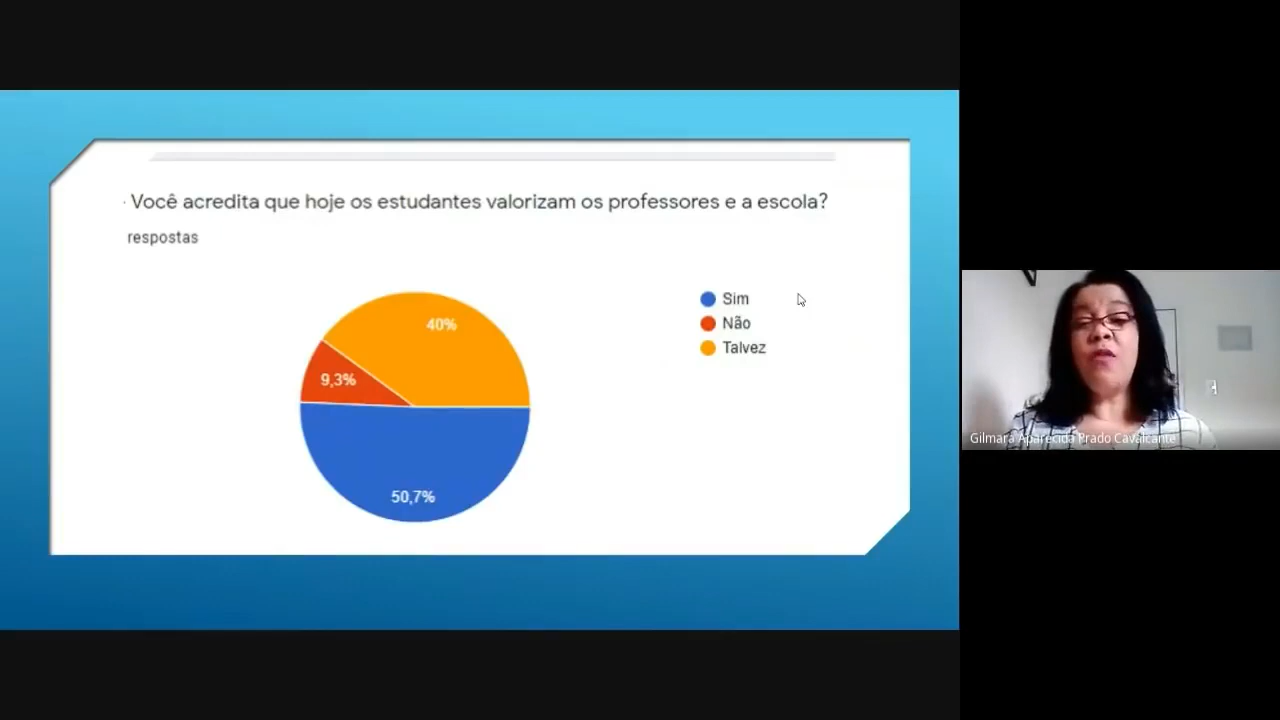 Você acredita que hoje os estudantes valorizam os professores e a escola?
respostas
Sim
Não
Talvez
40%
9,3%
50,7%
Gilmara Aparecida Prado Cavalcante